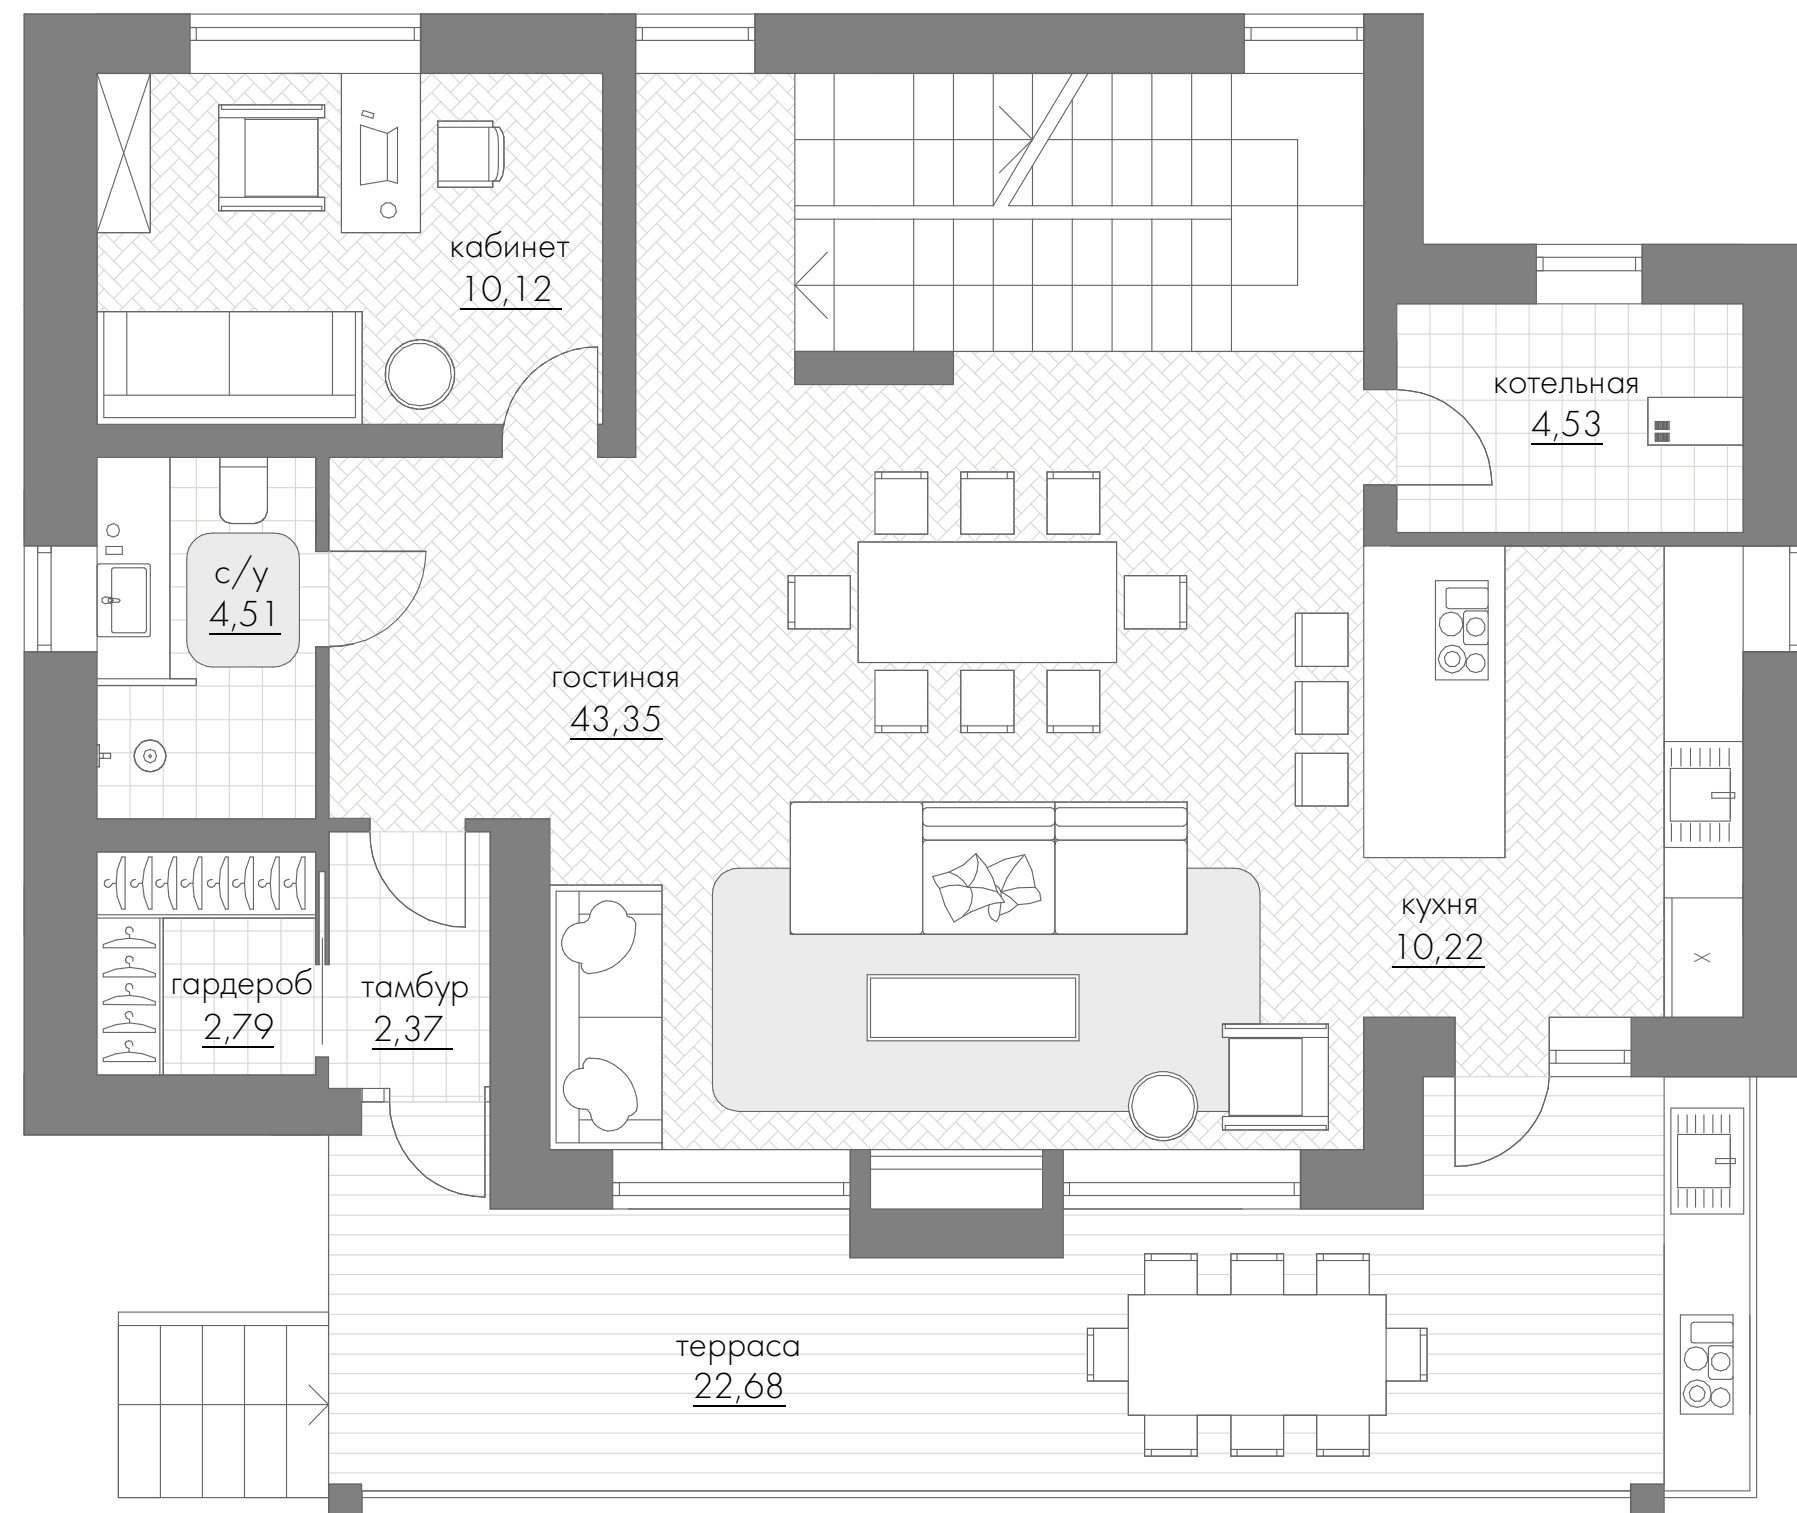 кабинет
10,12
котельная
4,53
с/у
4,51
гостиная
43,35
кухня
10,22
гардероб
2,79
тамбур
2,37
терраса
22,68